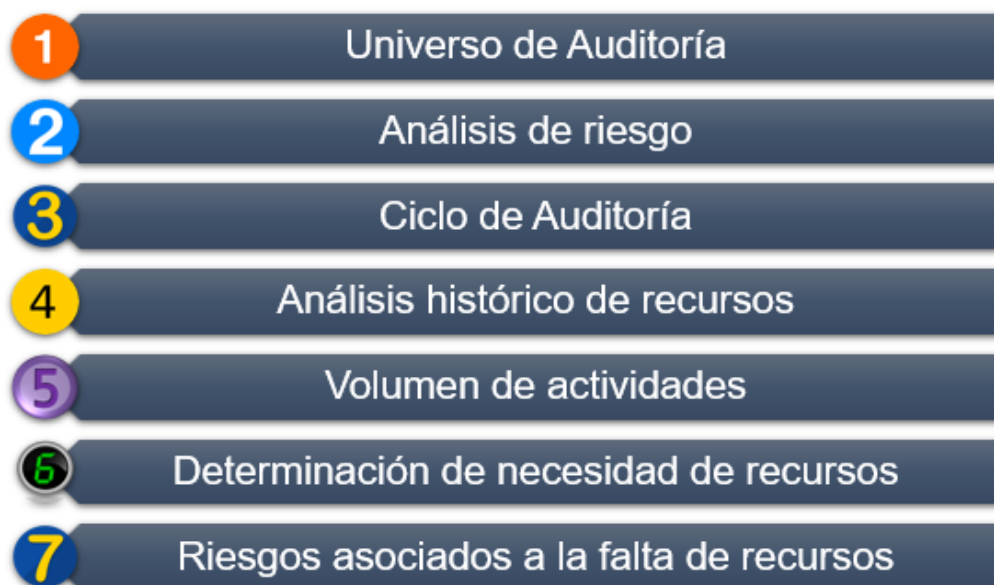 1 Universo de Auditoría
2 Análisis de riesgo
3 Ciclo de Auditoría
4 Análisis histórico de recursos
5 Volumen de actividades
6 Determinación de necesidad de recursos
7 Riesgos asociados a la falta de recursos